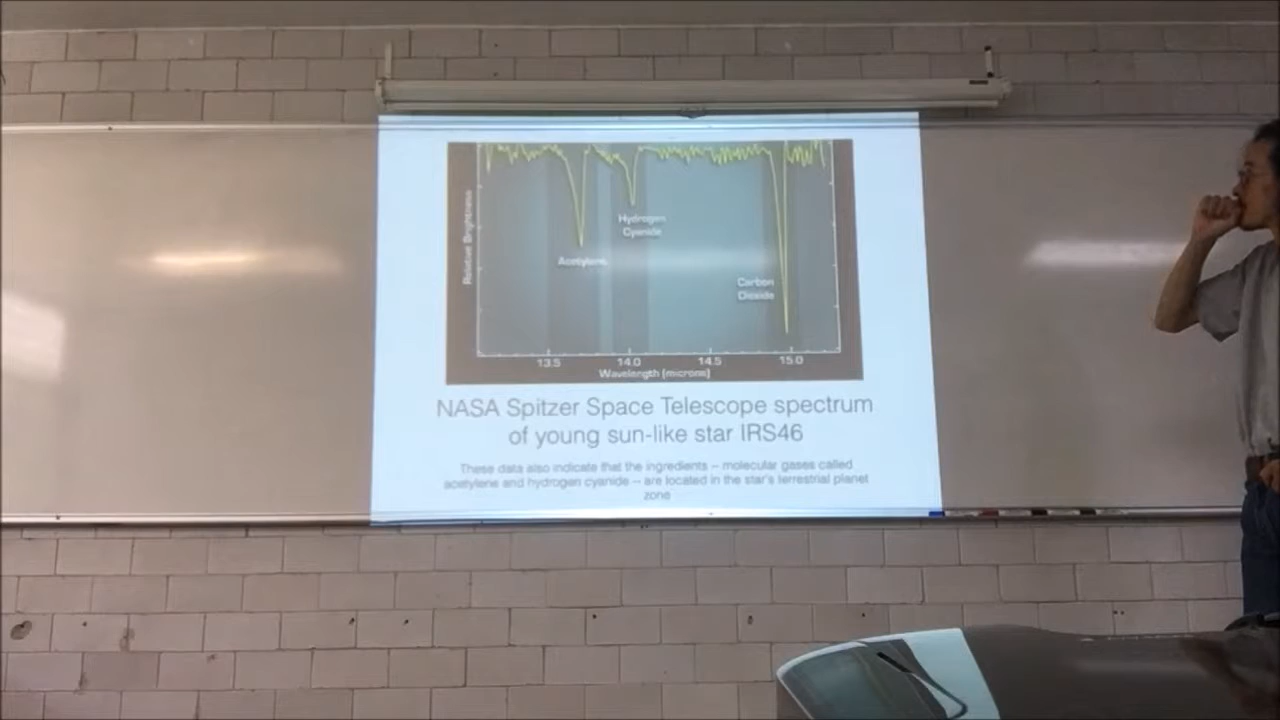 Relative Brightness
Hydrogen
Cyanide
Acetylene
Carbon
Dioxide
13.5 14.0 14.5 15.0
Wavelength (microns)
NASA Spitzer Space Telescope spectrum
of young sun-like star IRS46
These data also indicate that the ingredients -- molecular gases called
acetylene and hydrogen cyanide -- are located in the star's terrestrial planet
zone